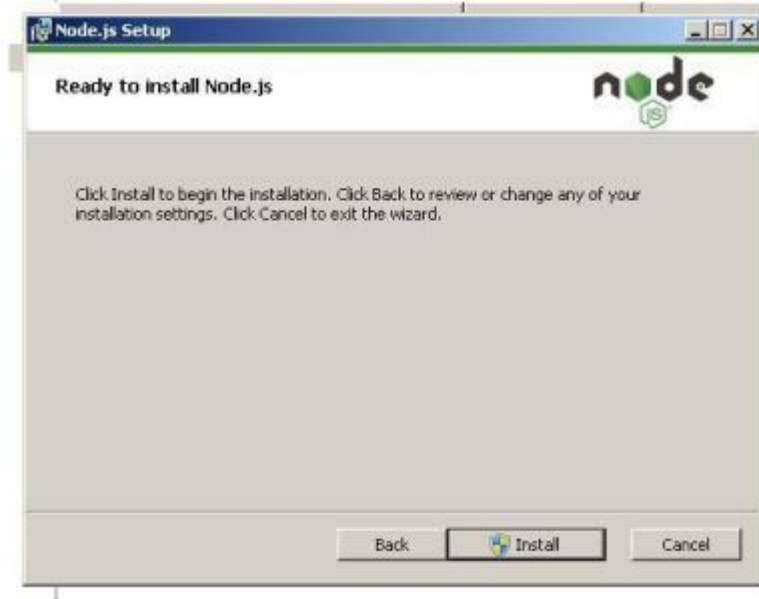 Node.js Setup
Ready to install Node.js
node
JS
Click Install to begin the installation. Click Back to review or change any of your
installation settings. Click Cancel to exit the wizard.
Back
Install
Cancel